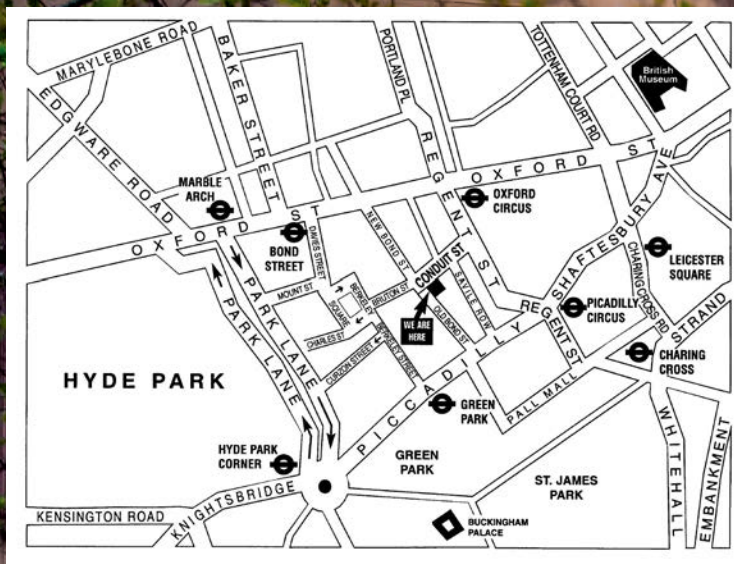 MARYLEBONE ROAD
BAKER STREET
PORTLAND PL
TOTTENHAM COURT RD
British
Museum
EDGWARE ROAD
REGENT ST
OXFORD ST
MARBLE
ARCH
OXFORD
CIRCUS
SHAFTESBURY AVE
OXFORD ST
BOND
STREET
DAVIES STREET
NEW BOND ST
CONDUIT ST
LEICESTER
SQUARE
CHARING CROSS RD
MOUNT ST
BERKELEY
SQUARE
BRUTON ST
SAVILE ROW
PICADILLY
CIRCUS
STRAND
WE ARE
HERE
OLD BOND ST
REGENT ST
PARK LANE
PARK LANE
CHARLES ST
BERKSLEY STREET
CURZON STREET
CHARING
CROSS
HYDE PARK
PICCADILLY
PALL MALL
GREEN
PARK
HYDE PARK
CORNER
GREEN
PARK
ST. JAMES
PARK
WHITEHALL
EMBANKMENT
KNIGHTSBRIDGE
KENSINGTON ROAD
BUCKINGHAM
PALACE